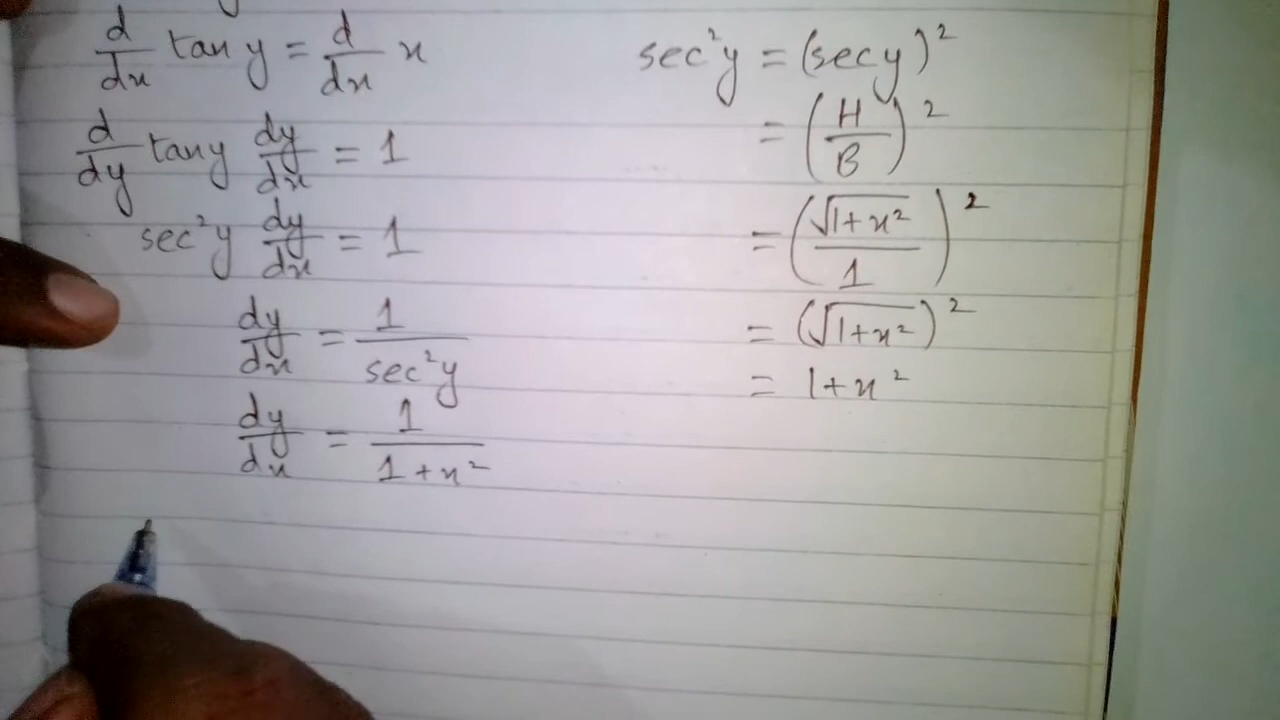 d/dx tan y = d/dx x
d/dy tan y dy/dx = 1
sec²y dy/dx = 1
dy/dx = 1/sec²y
dy/dx = 1/1+x²
sec²y = (sec y)²
= (H/B)²
= (√1+x²/1)²
= (√1+x²)²
= 1+x²